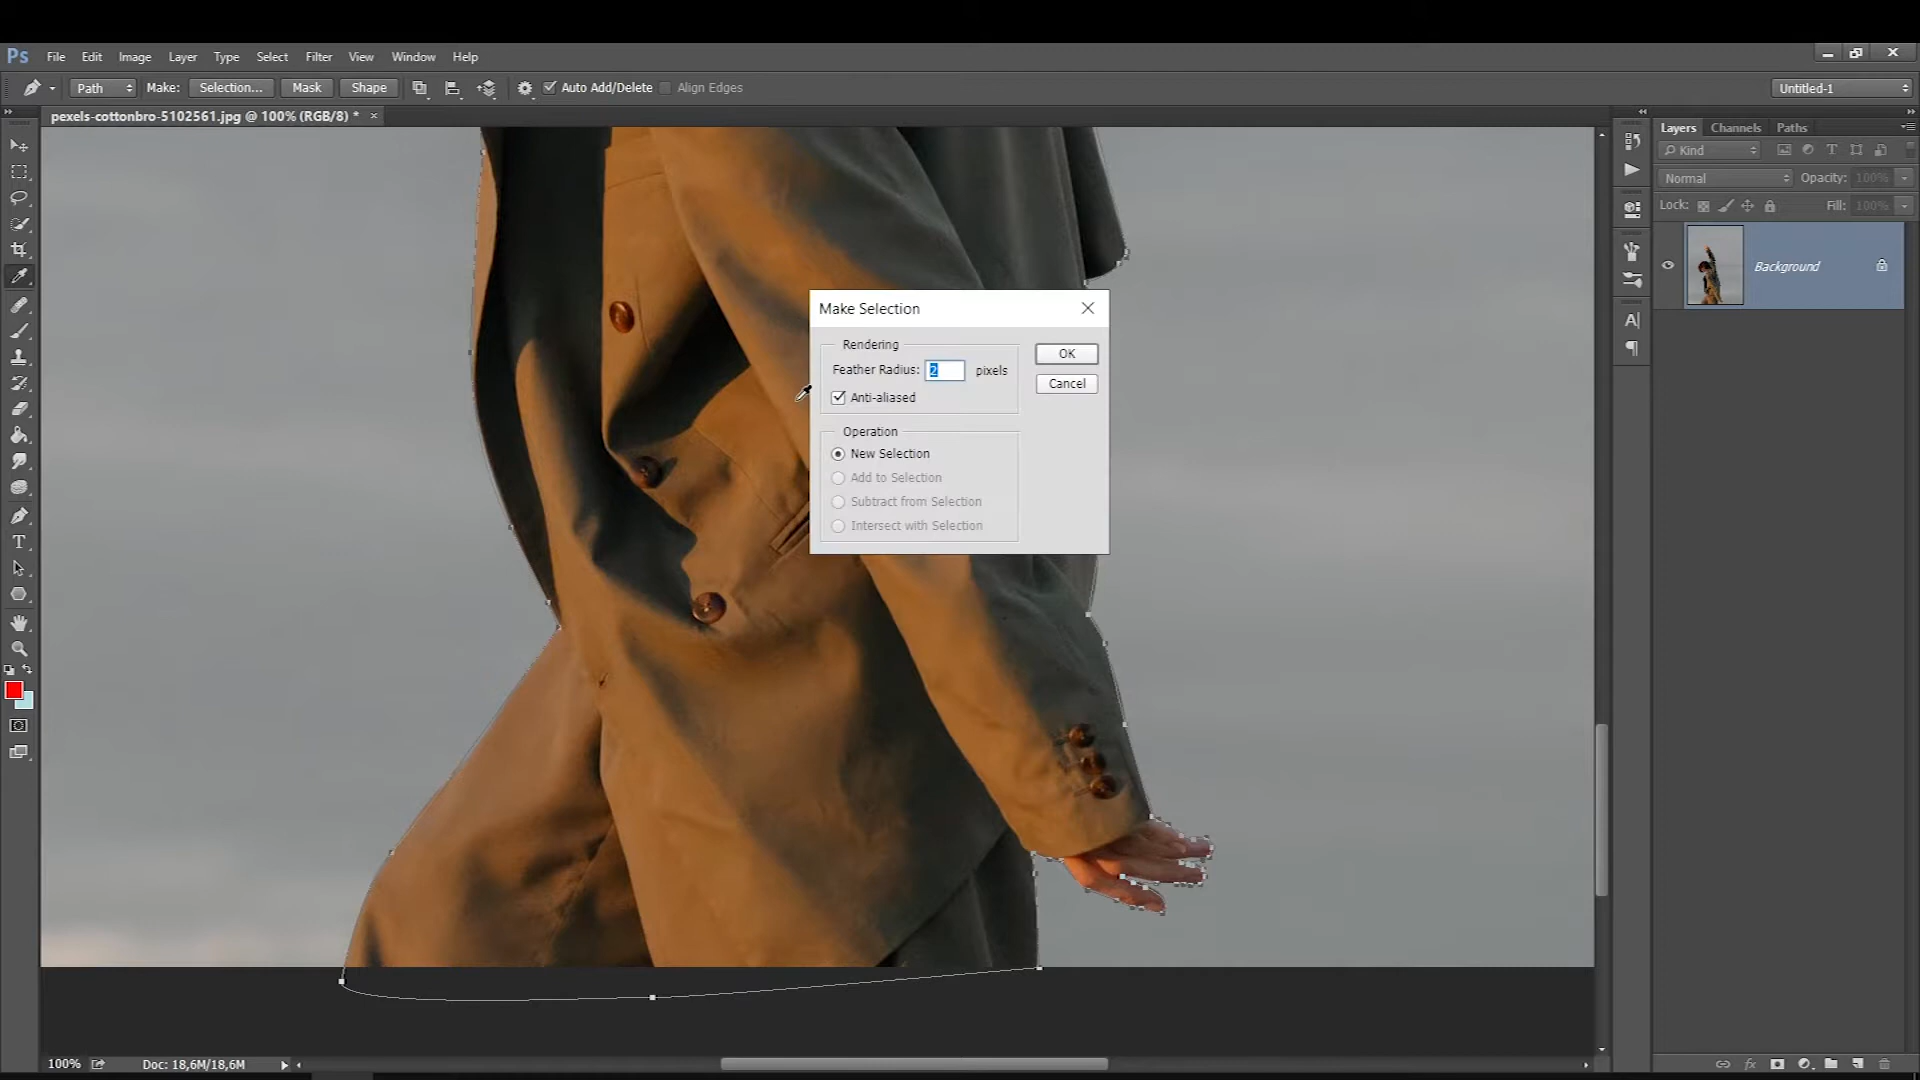 Ps File Edit Image Layer Type Select Filter View Window Help
Path Make: Selection... Mask Shape Auto Add/Delete Align Edges Untitled-1
pexels-cottonbro-5102561.jpg @ 100% (RGB/8) * ×
Layers Channels Paths
Kind
Normal Opacity: 100%
Lock: Fill: 100%
Background
Make Selection
Rendering
Feather Radius: 2 pixels
Anti-aliased
OK
Cancel
Operation
New Selection
Add to Selection
Subtract from Selection
Intersect with Selection
100% Doc: 18,6M/18,6M